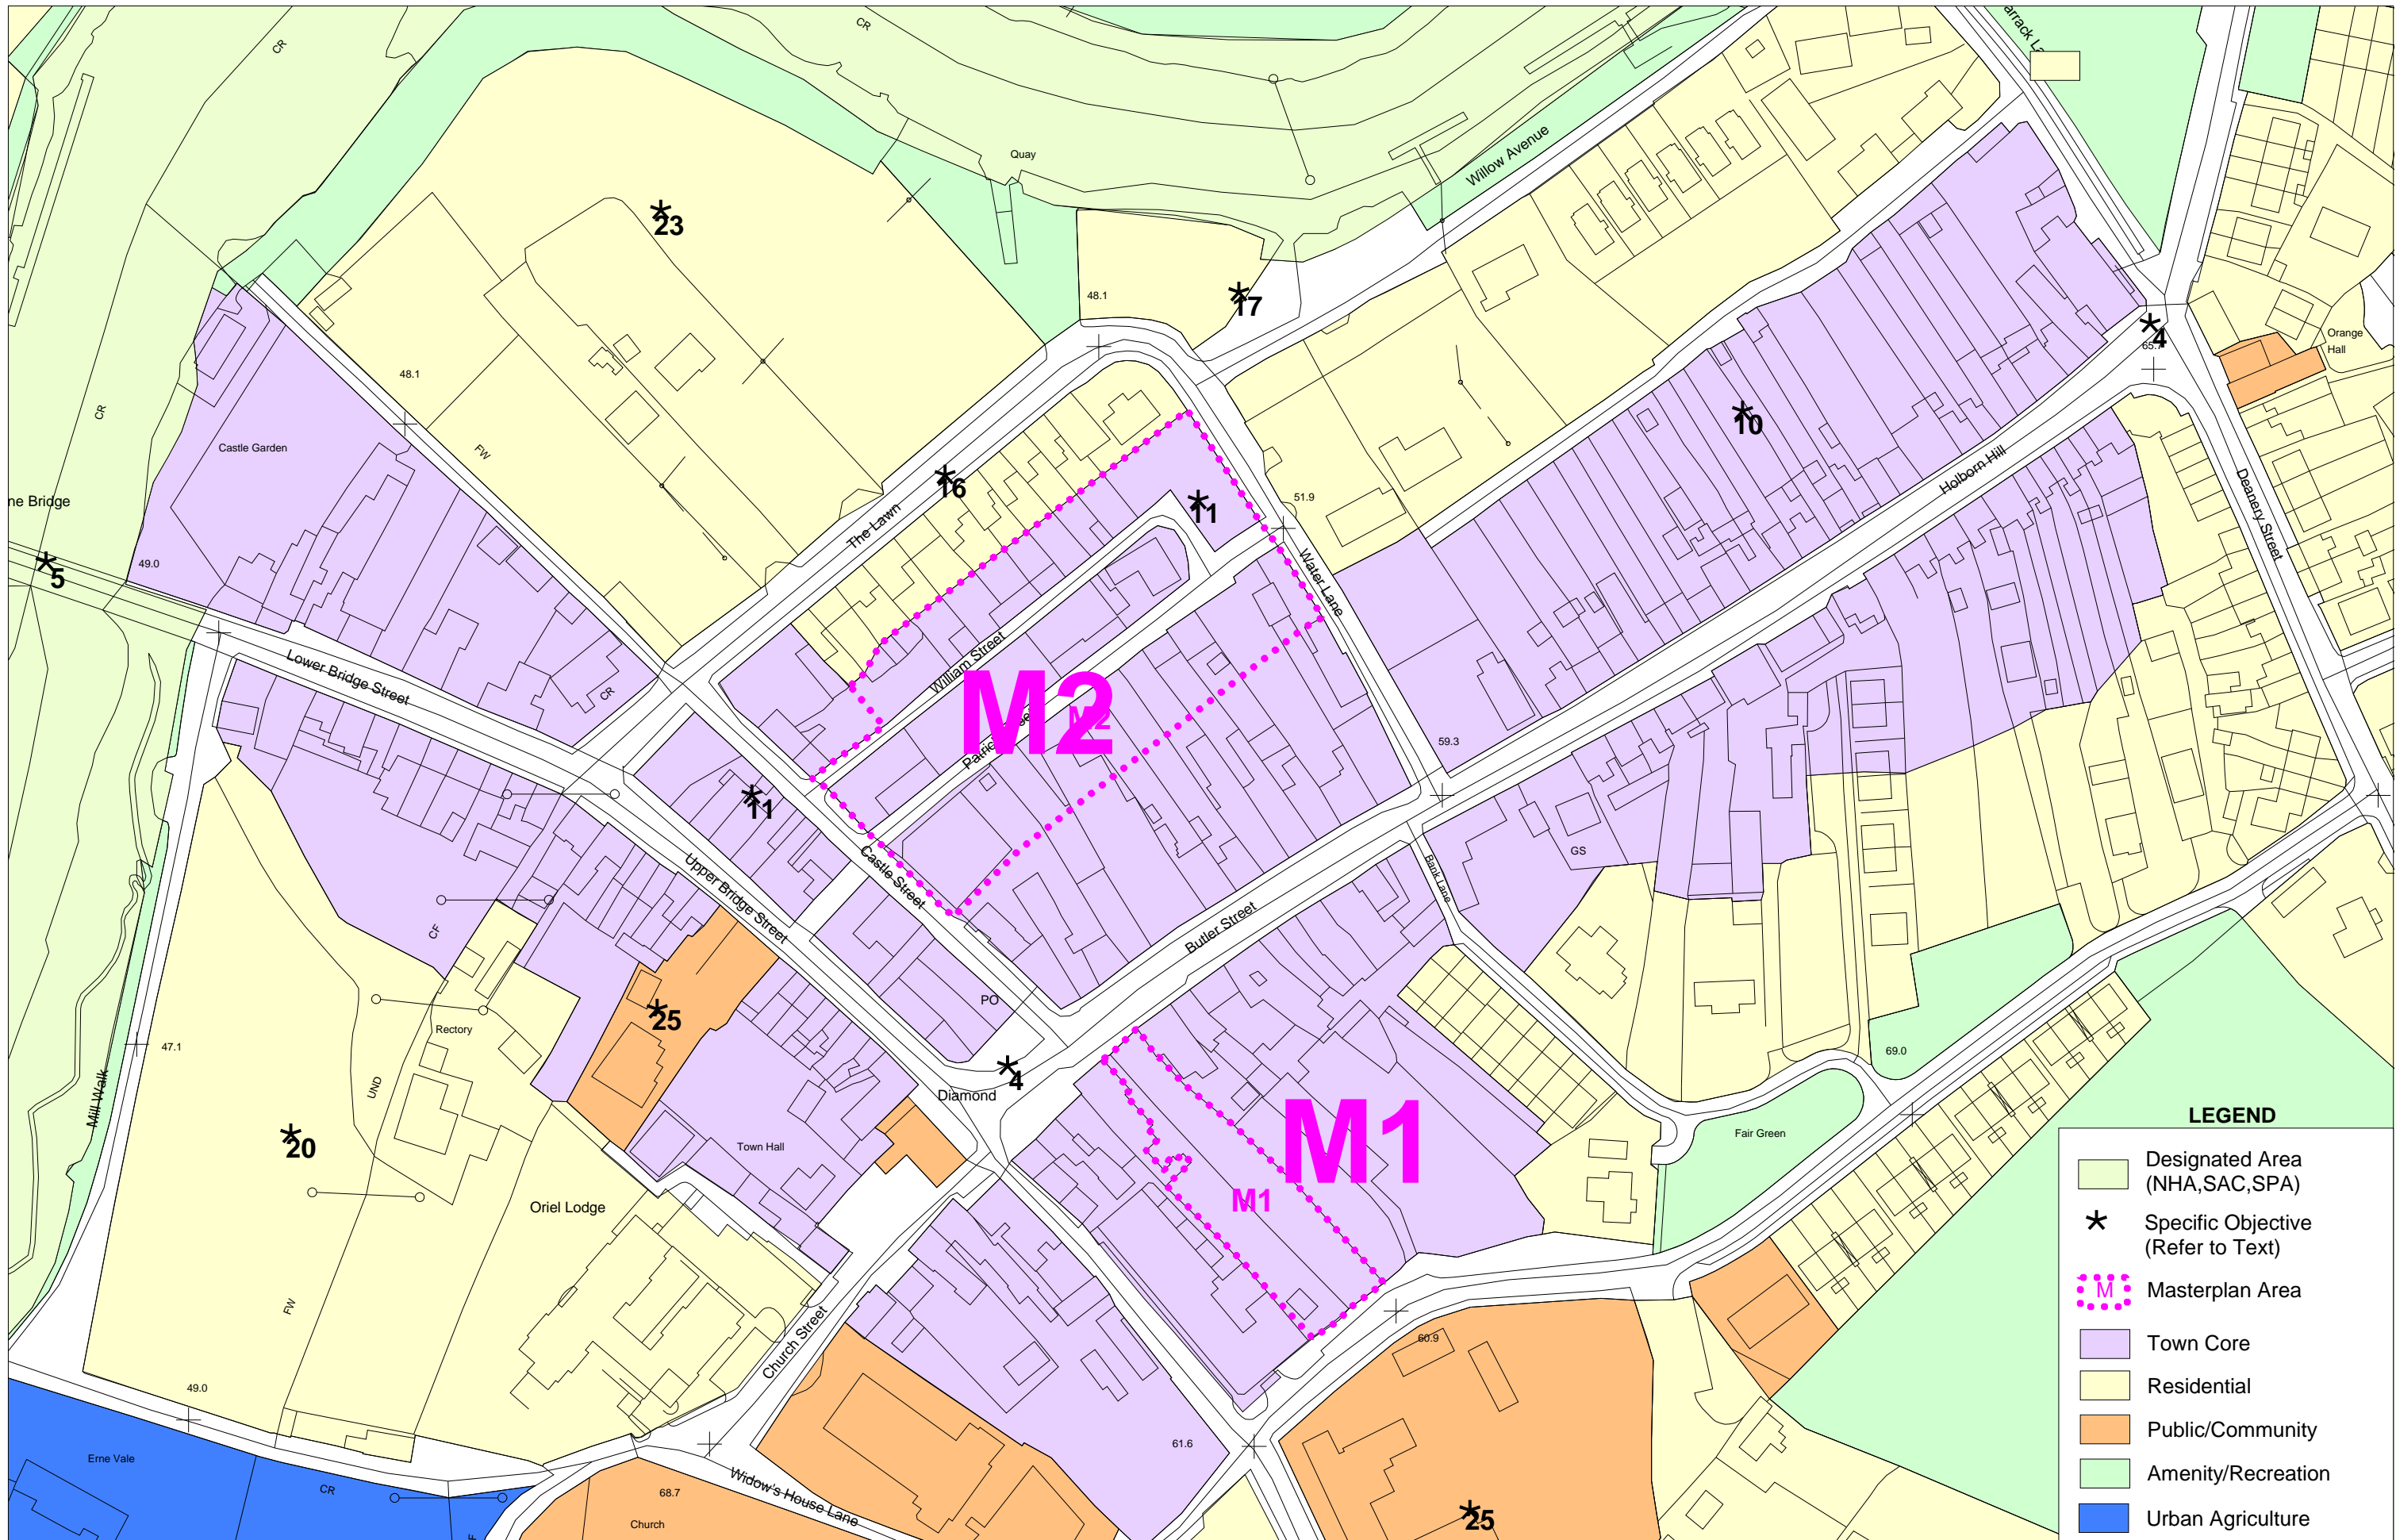 CR
CR
CR
Quay
Willow Avenue
23
17
48.1
48.1
FW
CR
Castle Garden
ne Bridge
5
49.0
16
The Lawn
11
51.9
Water Lane
10
Holborn Hill
4
Orange
Hall
Deanery Street
Lower Bridge Street
CR
William Street
M2
M2
11
Castle Street
Upper Bridge Street
59.3
Bank Lane
GS
Butler Street
CF
25
PO
Rectory
47.1
Mill Walk
UND
20
4
Diamond
Town Hall
Oriel Lodge
M1
M1
69.0
Fair Green
FW
Church Street
49.0
60.9
61.6
Erne Vale
CR
68.7
Church
Widow's House Lane
25
LEGEND
Designated Area
(NHA,SAC,SPA)
Specific Objective
(Refer to Text)
M
Masterplan Area
Town Core
Residential
Public/Community
Amenity/Recreation
Urban Agriculture